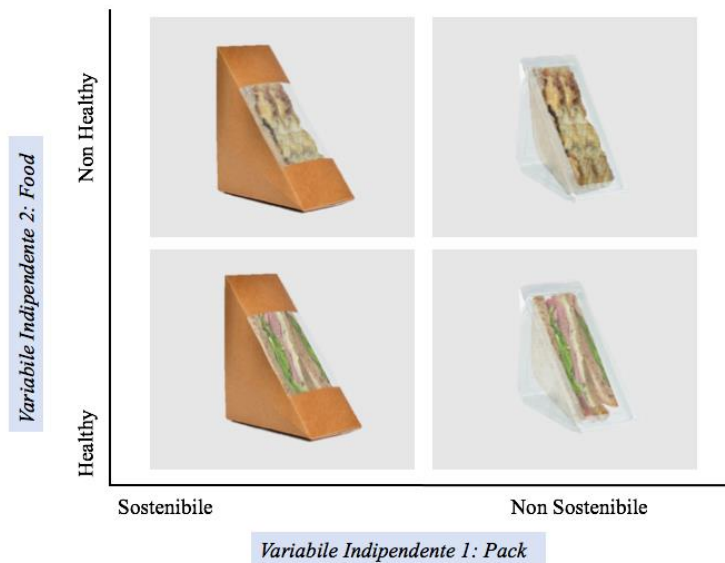 Variabile Indipendente 2: Food
Non Healthy
Healthy
Sostenibile
Non Sostenibile
Variabile Indipendente 1: Pack